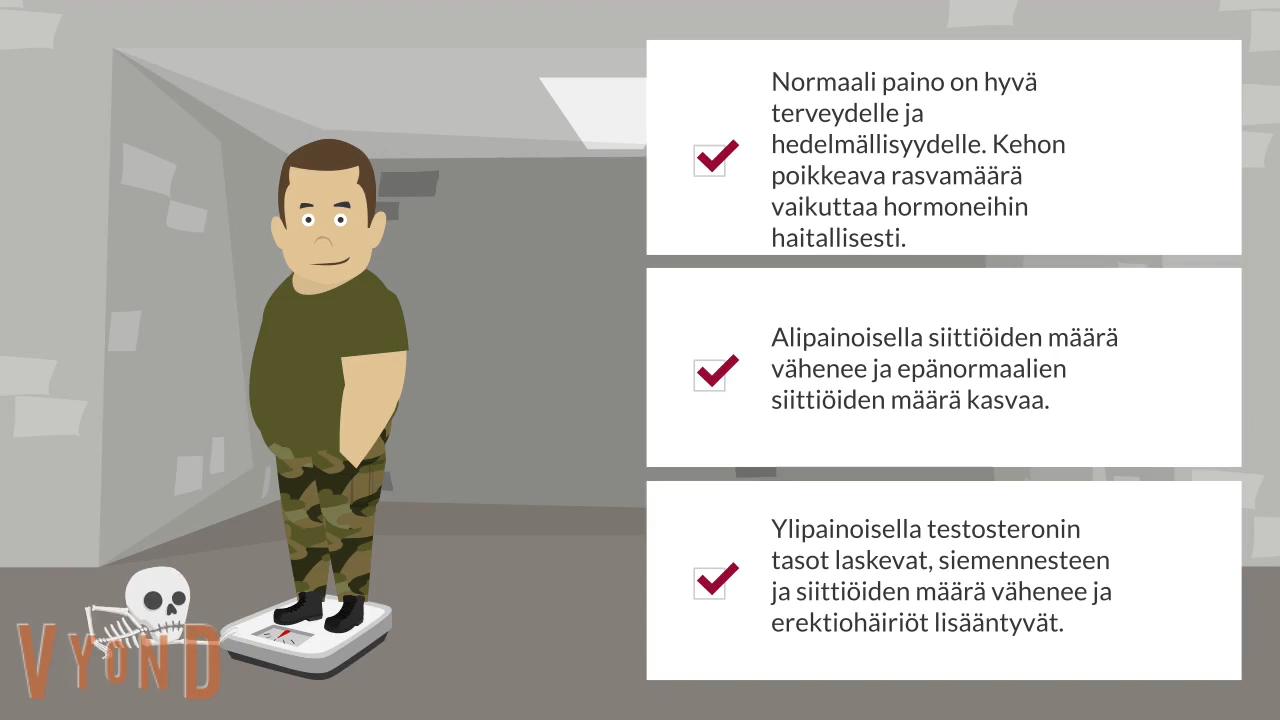 Normaali paino on hyvä
terveydelle ja
hedelmällisyydelle. Kehon
poikkeava rasvamäärä
vaikuttaa hormoneihin
haitallisesti.
Alipainoisella siittiöiden määrä
vähenee ja epänormaalien
siittiöiden määrä kasvaa.
Ylipainoisella testosteronin
tasot laskevat, siemennesteen
ja siittiöiden määrä vähenee ja
erektiohäiriöt lisääntyvät.
VYOND